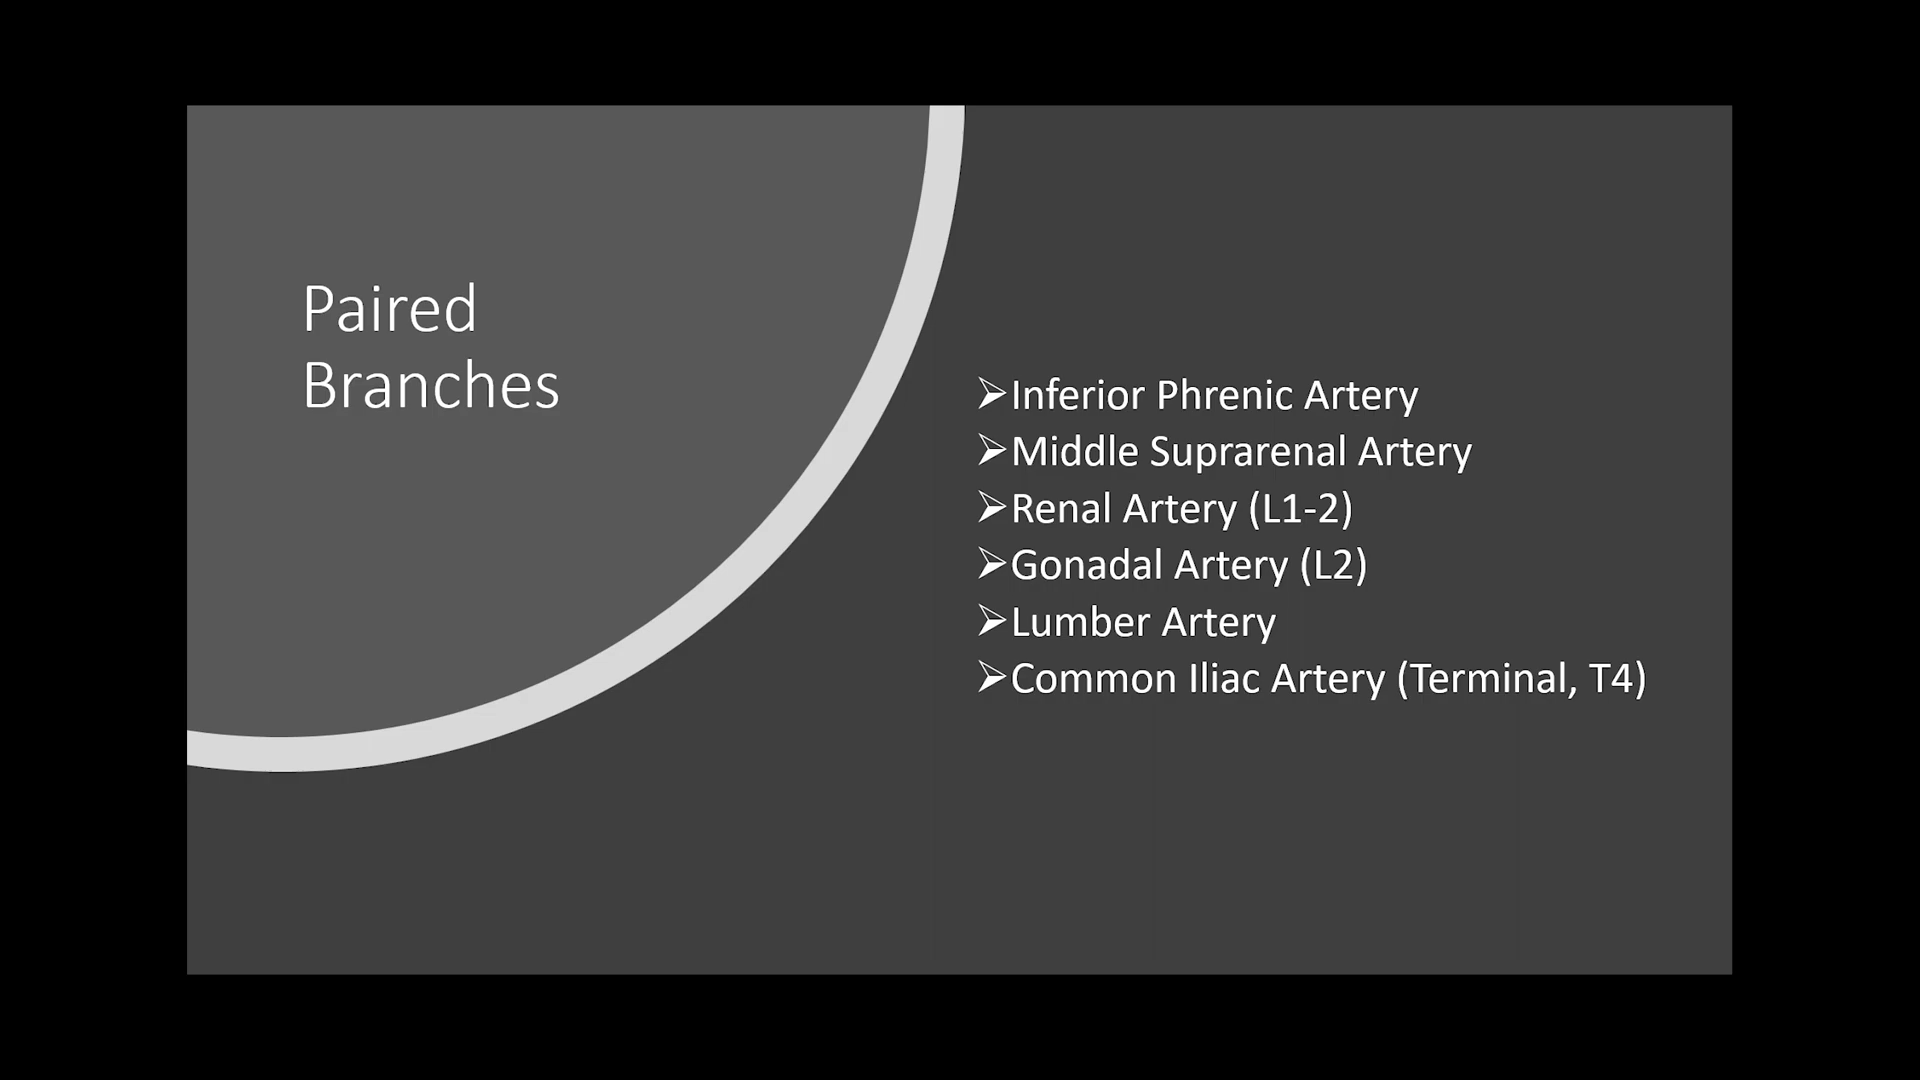 Paired
Branches
➢Inferior Phrenic Artery
➢Middle Suprarenal Artery
➢Renal Artery (L1-2)
➢Gonadal Artery (L2)
➢Lumber Artery
➢Common Iliac Artery (Terminal, T4)